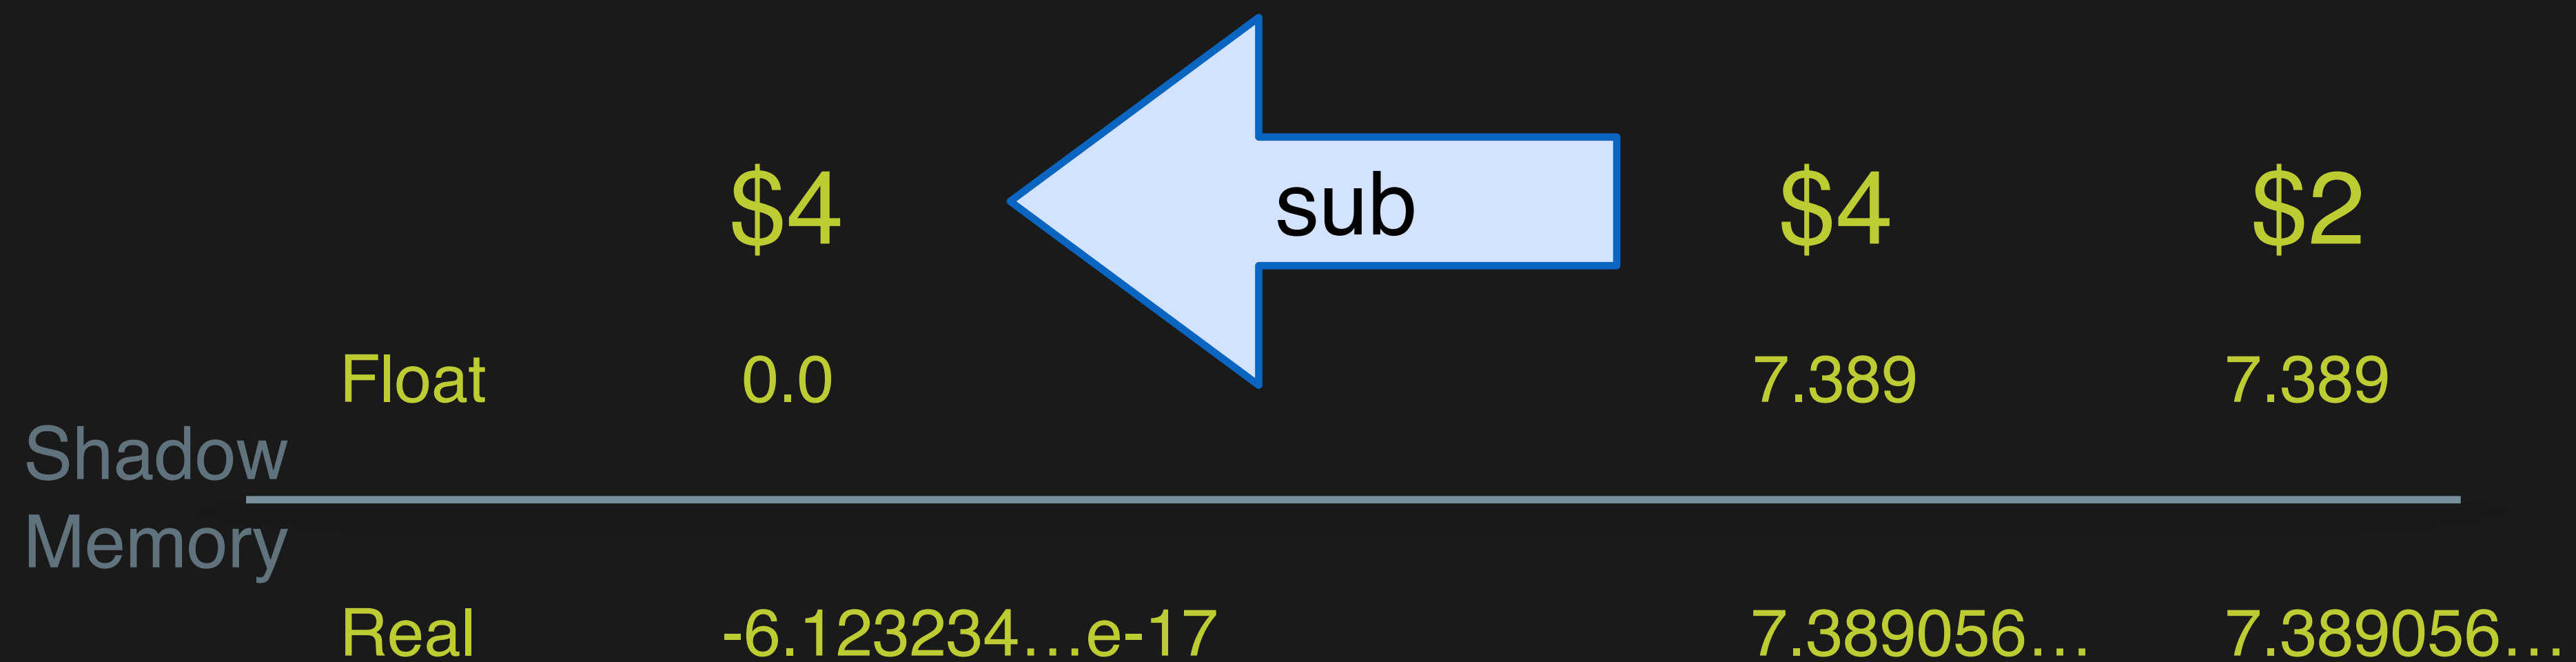 $4 sub $4 $2
Float 0.0 7.389 7.389
Shadow
Memory
Real -6.123234…e-17 7.389056… 7.389056…